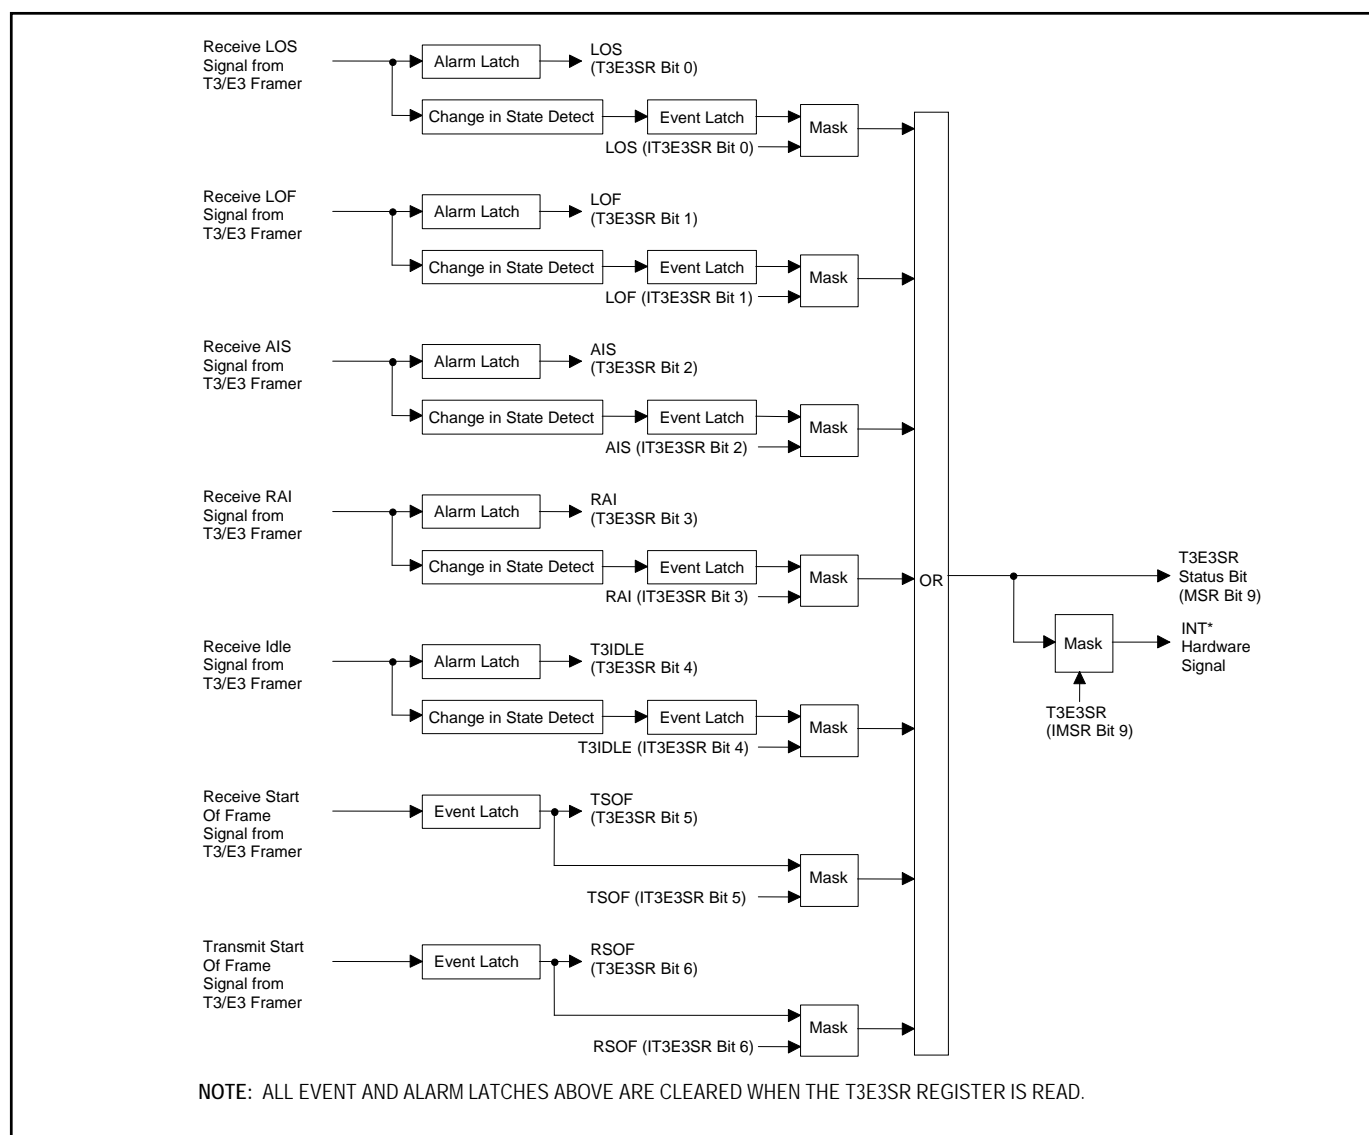 Receive LOS
Signal from
T3/E3 Framer
Alarm Latch
LOS
(T3E3SR Bit 0)
Change in State Detect
Event Latch
LOS (IT3E3SR Bit 0)
Mask
Receive LOF
Signal from
T3/E3 Framer
Alarm Latch
LOF
(T3E3SR Bit 1)
Change in State Detect
Event Latch
LOF (IT3E3SR Bit 1)
Mask
Receive AIS
Signal from
T3/E3 Framer
Alarm Latch
AIS
(T3E3SR Bit 2)
Change in State Detect
Event Latch
AIS (IT3E3SR Bit 2)
Mask
Receive RAI
Signal from
T3/E3 Framer
Alarm Latch
RAI
(T3E3SR Bit 3)
Change in State Detect
Event Latch
RAI (IT3E3SR Bit 3)
Mask
Receive Idle
Signal from
T3/E3 Framer
Alarm Latch
T3IDLE
(T3E3SR Bit 4)
Change in State Detect
Event Latch
T3IDLE (IT3E3SR Bit 4)
Mask
Receive Start
Of Frame
Signal from
T3/E3 Framer
Event Latch
TSOF
(T3E3SR Bit 5)
TSOF (IT3E3SR Bit 5)
Mask
Transmit Start
Of Frame
Signal from
T3/E3 Framer
Event Latch
RSOF
(T3E3SR Bit 6)
RSOF (IT3E3SR Bit 6)
Mask
OR
T3E3SR
Status Bit
(MSR Bit 9)
Mask
INT*
Hardware
Signal
T3E3SR
(IMSR Bit 9)
NOTE: ALL EVENT AND ALARM LATCHES ABOVE ARE CLEARED WHEN THE T3E3SR REGISTER IS READ.